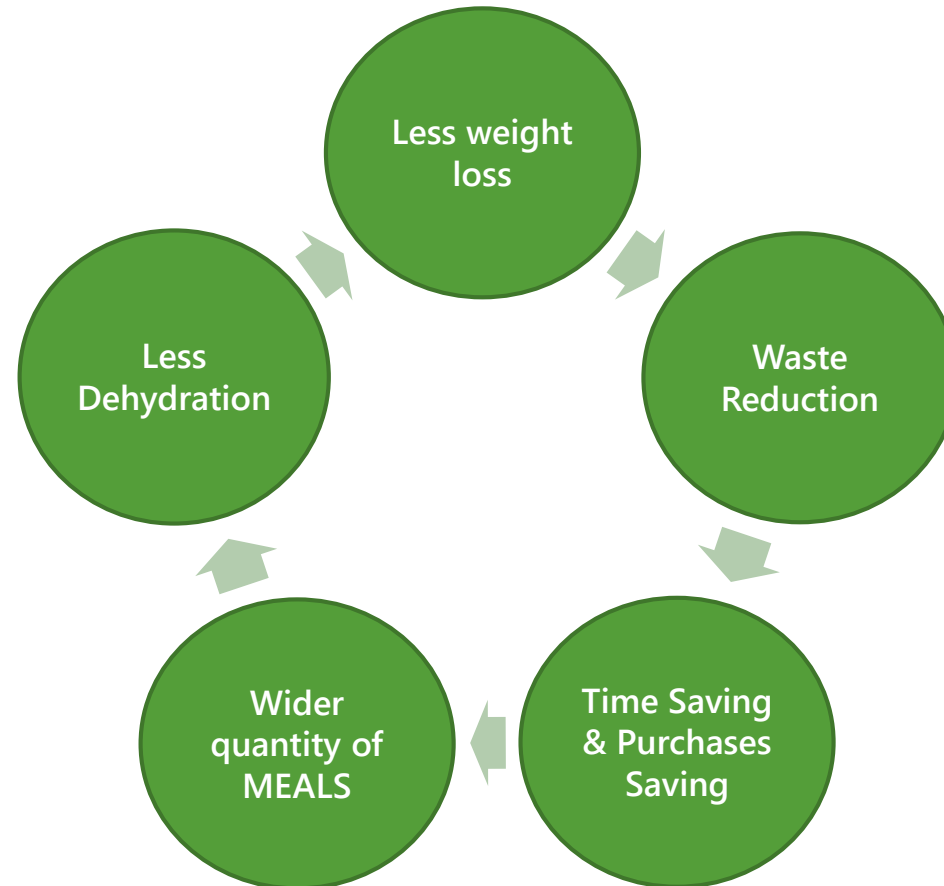 Less weight
loss
Waste
Reduction
Time Saving
& Purchases
Saving
Wider
quantity of
MEALS
Less
Dehydration